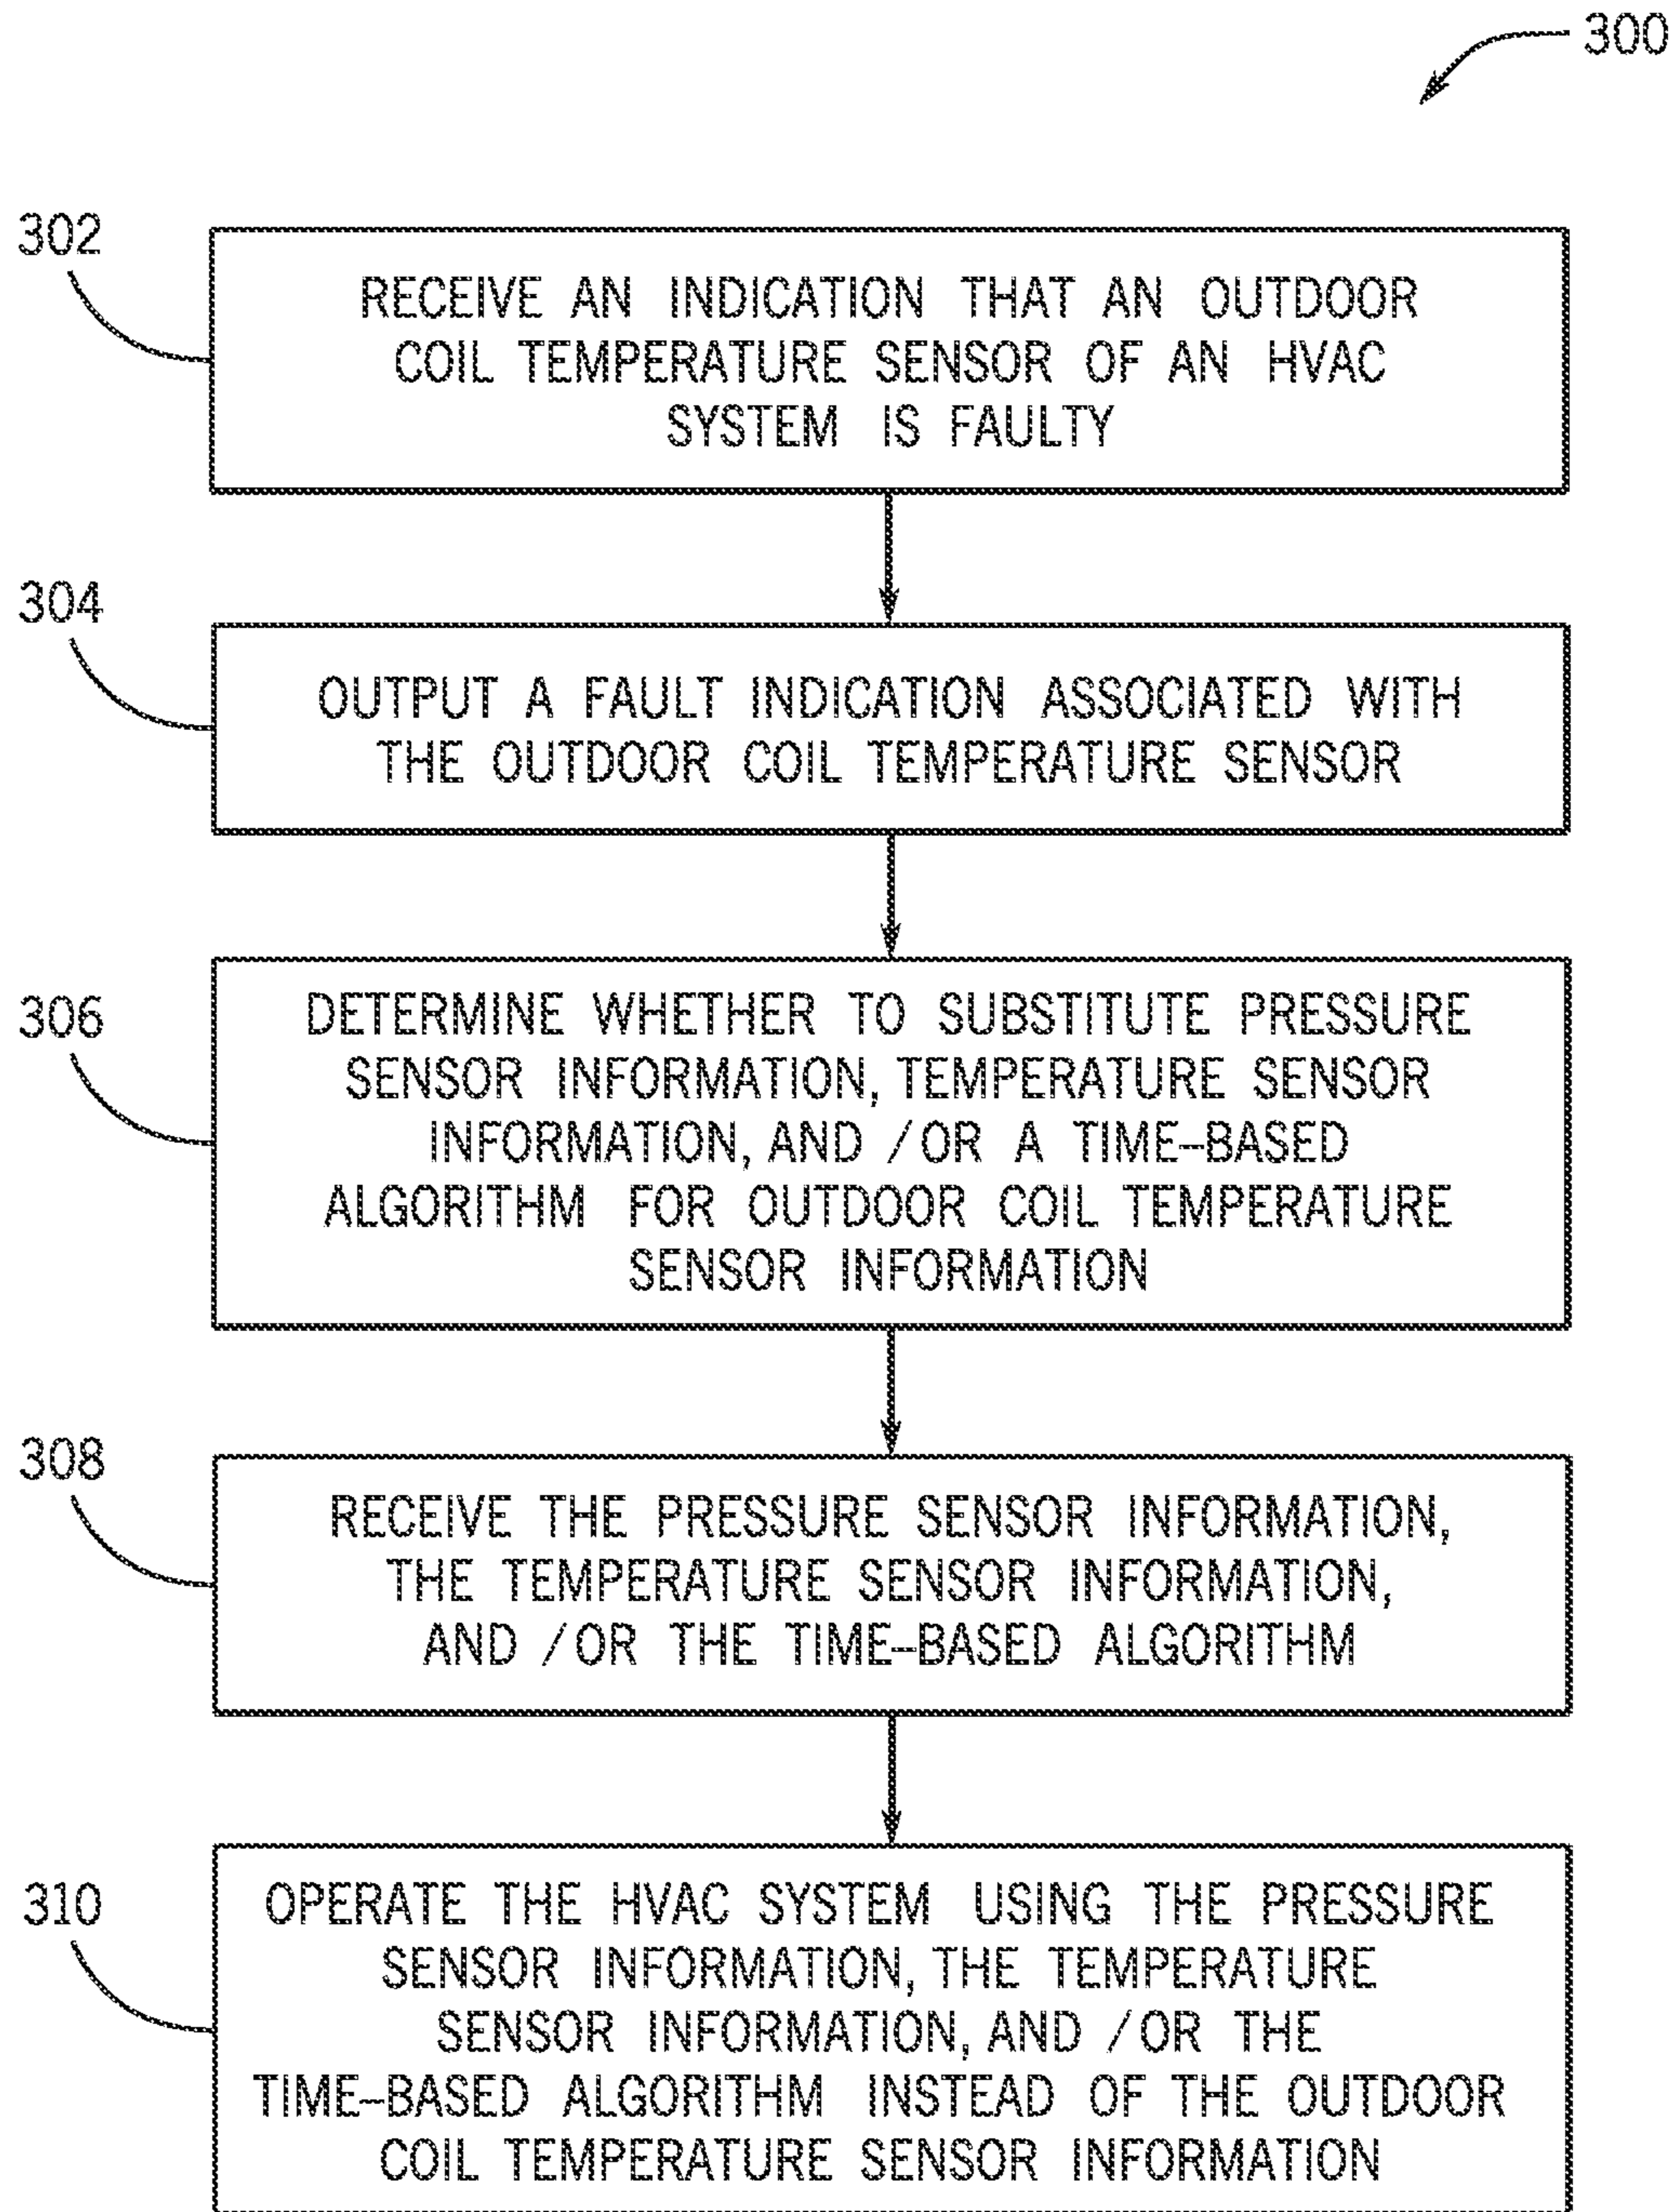 300
302
RECEIVE AN INDICATION THAT AN OUTDOOR
COIL TEMPERATURE SENSOR OF AN HVAC
SYSTEM IS FAULTY
304
OUTPUT A FAULT INDICATION ASSOCIATED WITH
THE OUTDOOR COIL TEMPERATURE SENSOR
306
DETERMINE WHETHER TO SUBSTITUTE PRESSURE
SENSOR INFORMATION, TEMPERATURE SENSOR
INFORMATION, AND /OR A TIME-BASED
ALGORITHM FOR OUTDOOR COIL TEMPERATURE
SENSOR INFORMATION
308
RECEIVE THE PRESSURE SENSOR INFORMATION,
THE TEMPERATURE SENSOR INFORMATION,
AND /OR THE TIME-BASED ALGORITHM
310
OPERATE THE HVAC SYSTEM USING THE PRESSURE
SENSOR INFORMATION, THE TEMPERATURE
SENSOR INFORMATION, AND /OR THE
TIME-BASED ALGORITHM INSTEAD OF THE OUTDOOR
COIL TEMPERATURE SENSOR INFORMATION